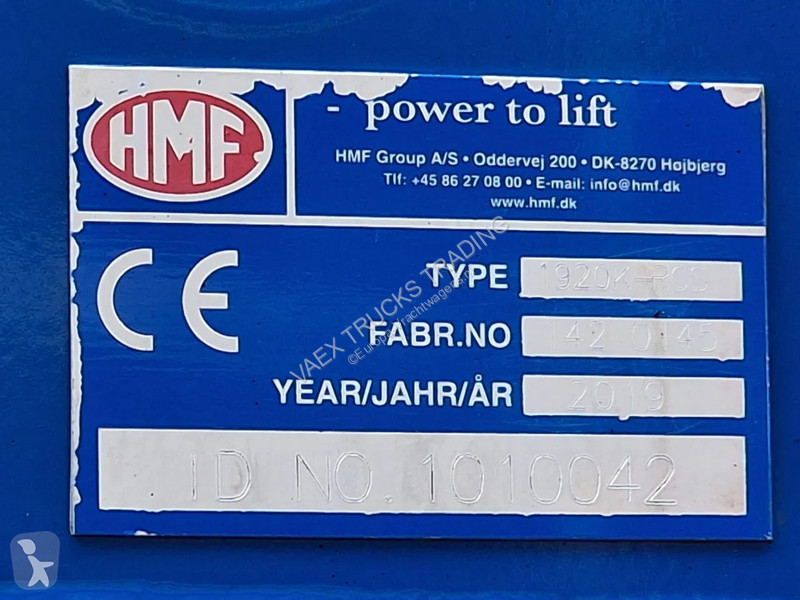 HMF
- power to lift
HMF Group A/S • Oddervej 200 • DK-8270 Højbjerg
Tlf: +45 86 27 08 00 • E-mail: info@hmf.dk
www.hmf.dk
CE
TYPE 1920K-RCS
FABR.NO
YEAR/JAHR/ÅR 2019
ID NO. 1010042
VAEX TRUCKS TRADING